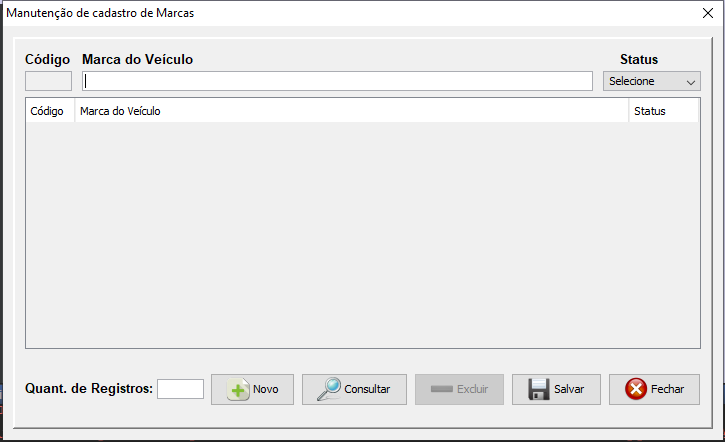 Manutenção de cadastro de Marcas
Código Marca do Veículo Status
Selecione
Código Marca do Veículo Status
Quant. de Registros: Novo Consultar Excluir Salvar Fechar